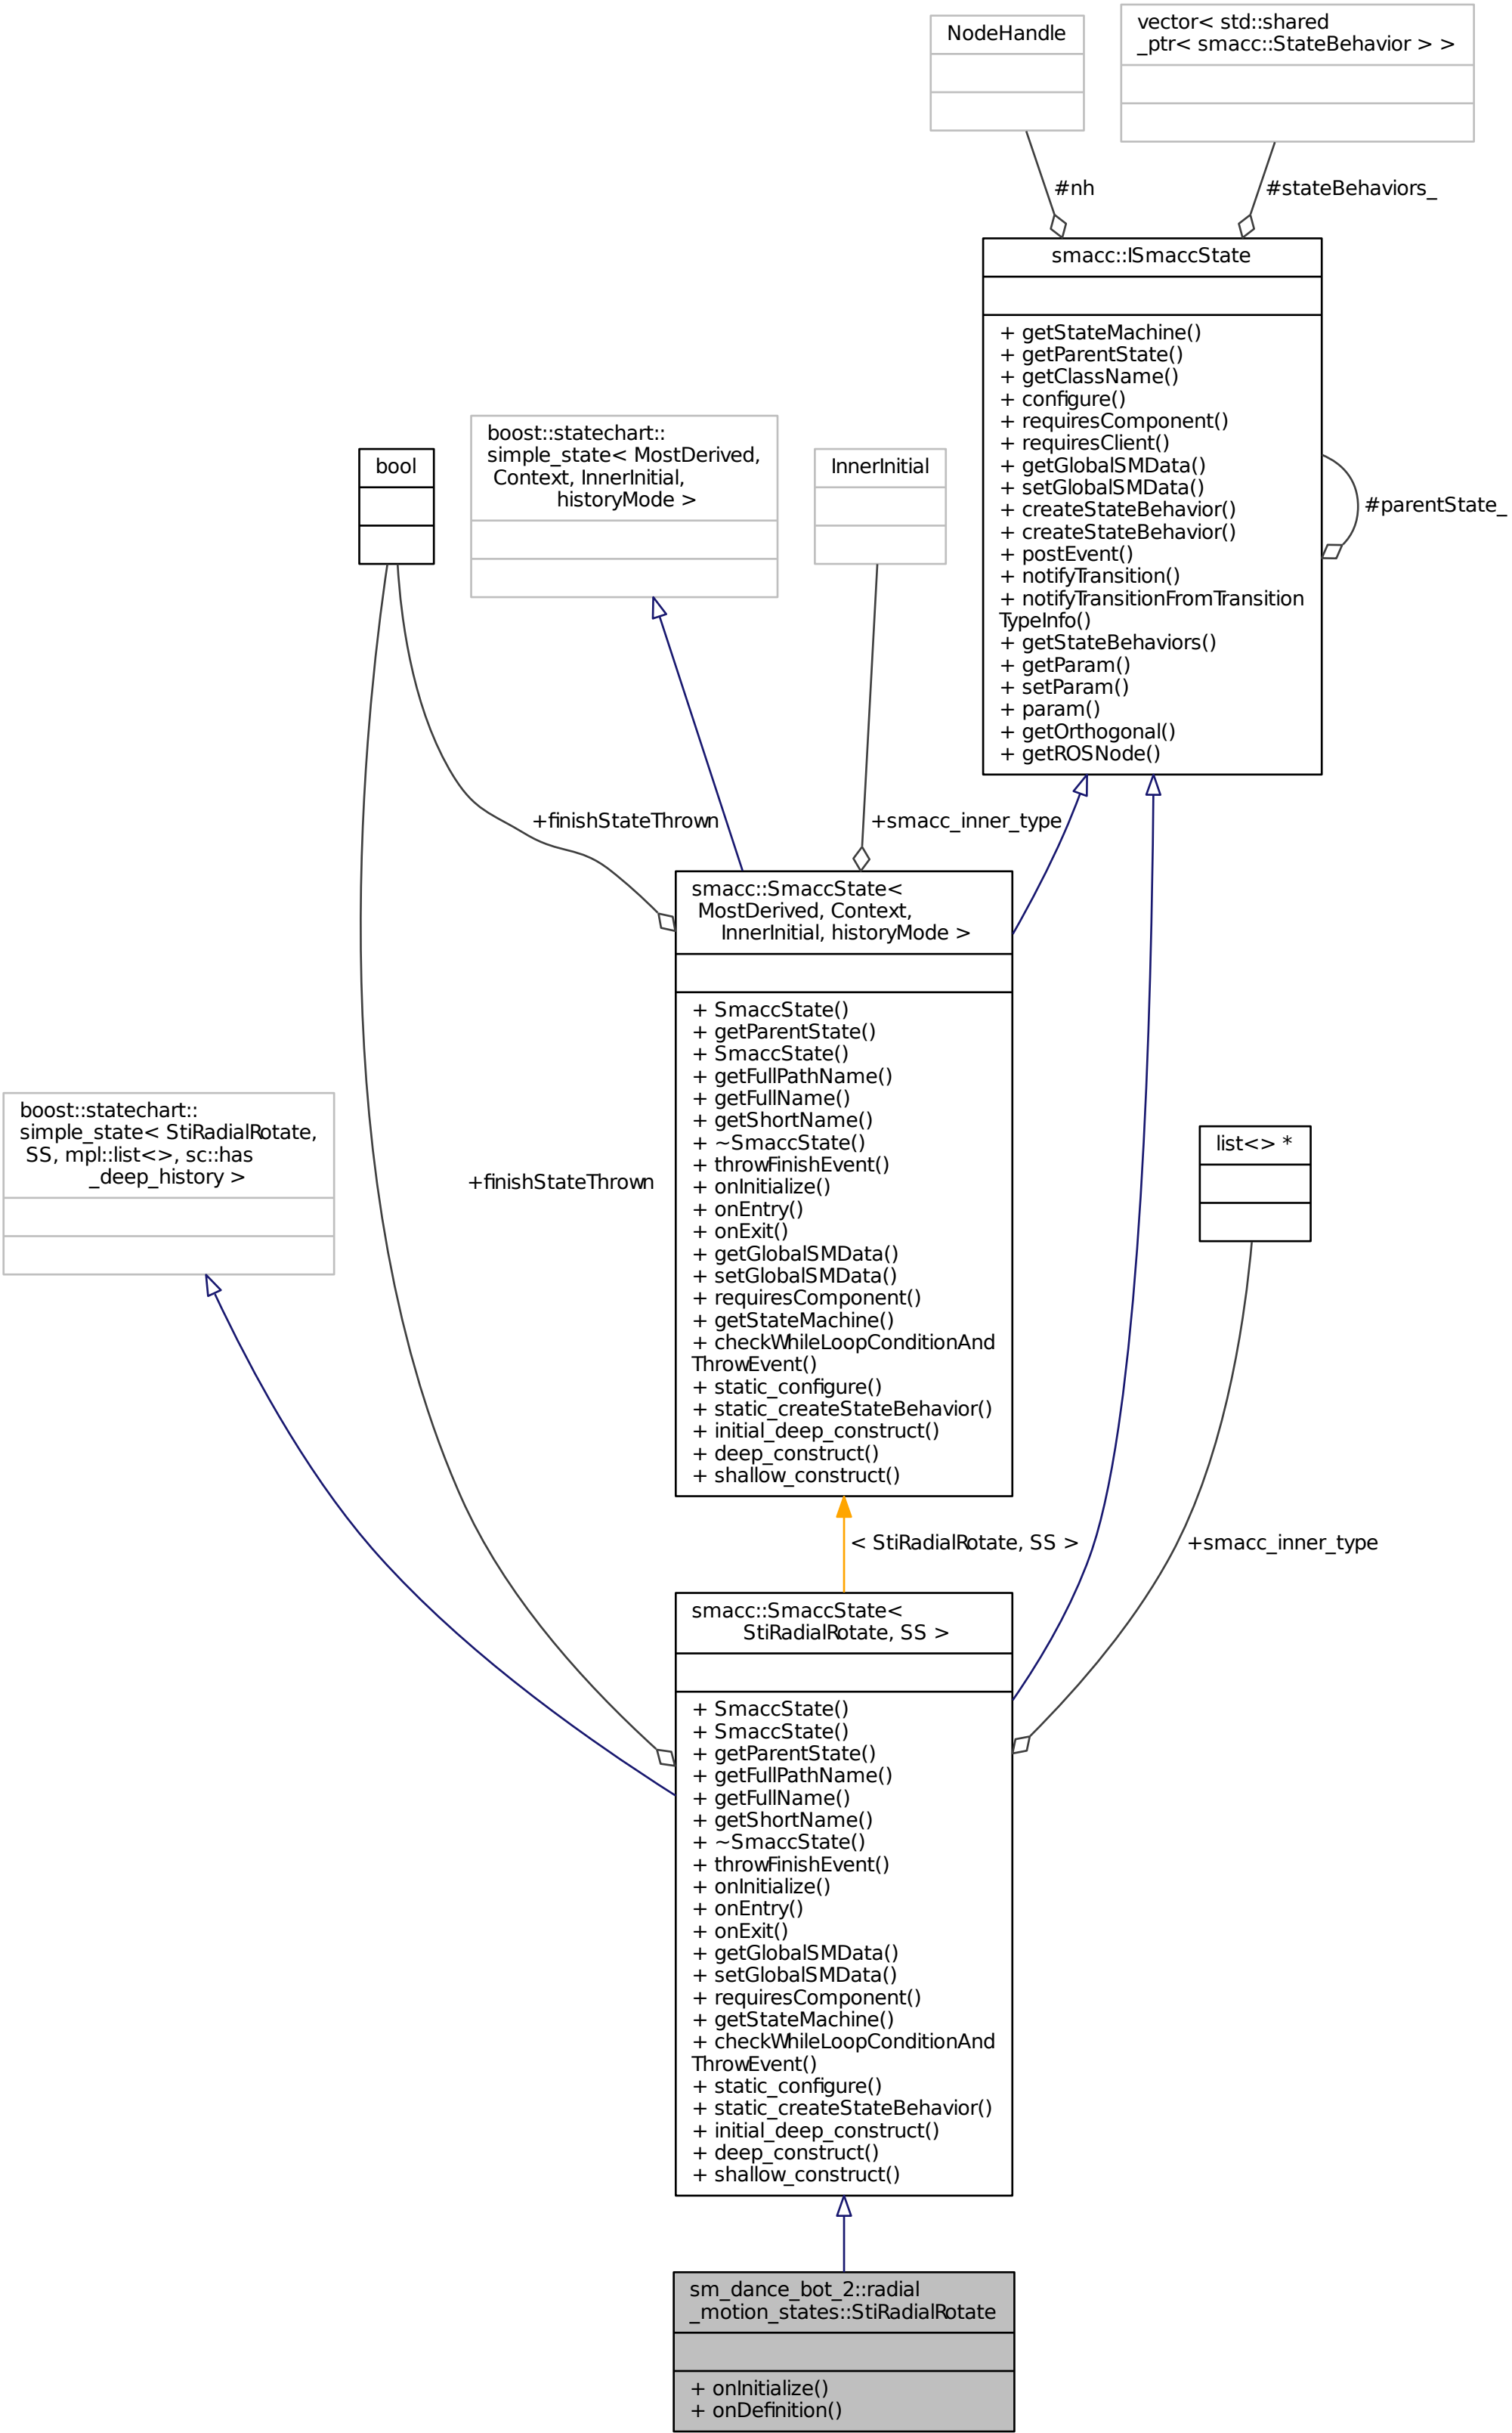 NodeHandle
vector< std::shared
_ptr< smacc::StateBehavior > >
#nh
#stateBehaviors_
smacc::ISmaccState
+ getStateMachine()
+ getParentState()
+ getClassName()
+ configure()
+ requiresComponent()
+ requiresClient()
+ getGlobalSMData()
+ setGlobalSMData()
+ createStateBehavior()
+ createStateBehavior()
+ postEvent()
+ notifyTransition()
+ notifyTransitionFromTransition
TypeInfo()
+ getStateBehaviors()
+ getParam()
+ setParam()
+ param()
+ getOrthogonal()
+ getROSNode()
#parentState_
bool
boost::statechart::
simple_state< MostDerived,
Context, InnerInitial,
historyMode >
InnerInitial
+finishStateThrown
+smacc_inner_type
smacc::SmaccState<
MostDerived, Context,
InnerInitial, historyMode >
+ SmaccState()
+ getParentState()
+ SmaccState()
+ getFullPathName()
+ getFullName()
+ getShortName()
+ ~SmaccState()
+ throwFinishEvent()
+ onInitialize()
+ onEntry()
+ onExit()
+ getGlobalSMData()
+ setGlobalSMData()
+ requiresComponent()
+ getStateMachine()
+ checkWhileLoopConditionAnd
ThrowEvent()
+ static_configure()
+ static_createStateBehavior()
+ initial_deep_construct()
+ deep_construct()
+ shallow_construct()
boost::statechart::
simple_state< StiRadialRotate,
SS, mpl::list<>, sc::has
_deep_history >
+finishStateThrown
list<> *
< StiRadialRotate, SS >
+smacc_inner_type
smacc::SmaccState<
StiRadialRotate, SS >
+ SmaccState()
+ SmaccState()
+ getParentState()
+ getFullPathName()
+ getFullName()
+ getShortName()
+ ~SmaccState()
+ throwFinishEvent()
+ onInitialize()
+ onEntry()
+ onExit()
+ getGlobalSMData()
+ setGlobalSMData()
+ requiresComponent()
+ getStateMachine()
+ checkWhileLoopConditionAnd
ThrowEvent()
+ static_configure()
+ static_createStateBehavior()
+ initial_deep_construct()
+ deep_construct()
+ shallow_construct()
sm_dance_bot_2::radial
_motion_states::StiRadialRotate
+ onInitialize()
+ onDefinition()